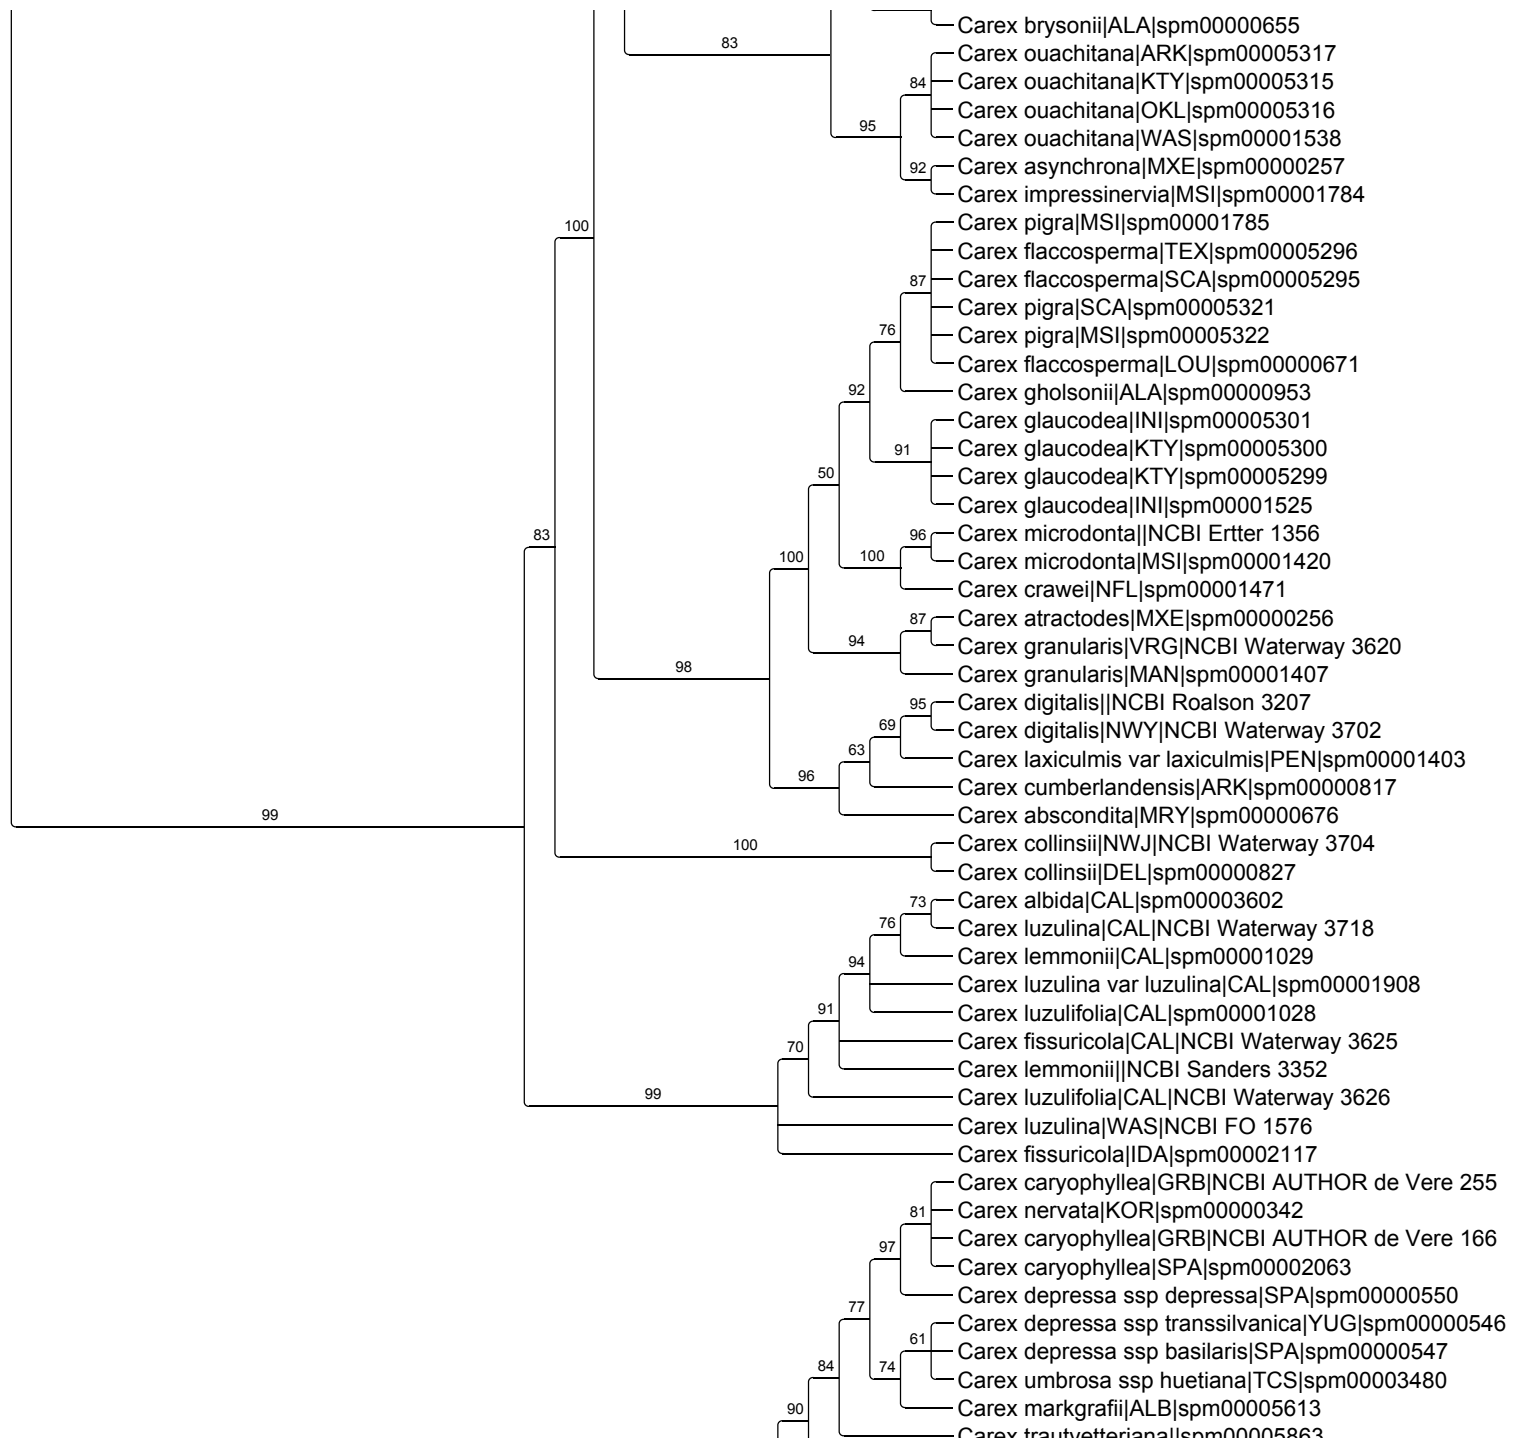 Carex brysonii|ALA|spm00000655
83
Carex ouachitana|ARK|spm00005317
84
Carex ouachitana|KTY|spm00005315
Carex ouachitana|OKL|spm00005316
95
Carex ouachitana|WAS|spm00001538
92
Carex asynchrona|MXE|spm00000257
Carex impressinervia|MSI|spm00001784
100
Carex pigra|MSI|spm00001785
Carex flaccosperma|TEX|spm00005296
87
Carex flaccosperma|SCA|spm00005295
Carex pigra|SCA|spm00005321
76
Carex pigra|MSI|spm00005322
Carex flaccosperma|LOU|spm00000671
92
Carex gholsonii|ALA|spm00000953
Carex glaucodea|INI|spm00005301
91
Carex glaucodea|KTY|spm00005300
50
Carex glaucodea|KTY|spm00005299
Carex glaucodea|INI|spm00001525
83
96
Carex microdonta||NCBI Ertter 1356
100
100
Carex microdonta|MSI|spm00001420
Carex crawei|NFL|spm00001471
87
Carex atractodes|MXE|spm00000256
94
Carex granularis|VRG|NCBI Waterway 3620
98
Carex granularis|MAN|spm00001407
95
Carex digitalis||NCBI Roalson 3207
69
Carex digitalis|NWY|NCBI Waterway 3702
63
Carex laxiculmis var laxiculmis|PEN|spm00001403
96
Carex cumberlandensis|ARK|spm00000817
99
Carex abscondita|MRY|spm00000676
100
Carex collinsii|NWJ|NCBI Waterway 3704
Carex collinsii|DEL|spm00000827
73
Carex albida|CAL|spm00003602
76
Carex luzulina|CAL|NCBI Waterway 3718
94
Carex lemmonii|CAL|spm00001029
Carex luzulina var luzulina|CAL|spm00001908
91
Carex luzulifolia|CAL|spm00001028
70
Carex fissuricola|CAL|NCBI Waterway 3625
Carex lemmonii||NCBI Sanders 3352
99
Carex luzulifolia|CAL|NCBI Waterway 3626
Carex luzulina|WAS|NCBI FO 1576
Carex fissuricola|IDA|spm00002117
Carex caryophyllea|GRB|NCBI AUTHOR de Vere 255
81
Carex nervata|KOR|spm00000342
97
Carex caryophyllea|GRB|NCBI AUTHOR de Vere 166
Carex caryophyllea|SPA|spm00002063
77
Carex depressa ssp depressa|SPA|spm00000550
61
Carex depressa ssp transsilvanica|YUG|spm00000546
84
74
Carex depressa ssp basilaris|SPA|spm00000547
Carex umbrosa ssp huetiana|TCS|spm00003480
90
Carex markgrafii|ALB|spm00005613
Carex trautvetteriana||spm00005863